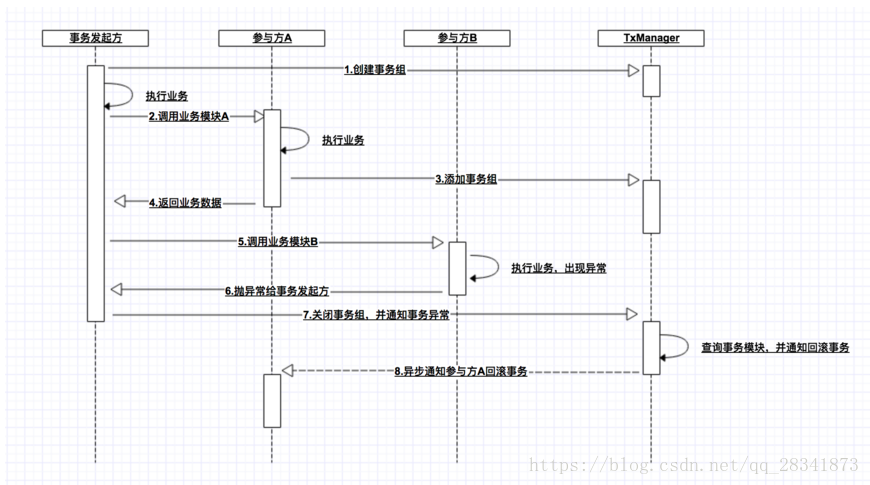 事务发起方
参与方A
参与方B
TxManager
1.创建事务组
执行业务
2.调用业务模块A
执行业务
3.添加事务组
4.返回业务数据
5.调用业务模块B
执行业务，出现异常
6.抛异常给事务发起方
7.关闭事务组，并通知事务异常
查询事务模块，并通知回滚事务
8.异步通知参与方A回滚事务
https://blog.csdn.net/qq_28341873